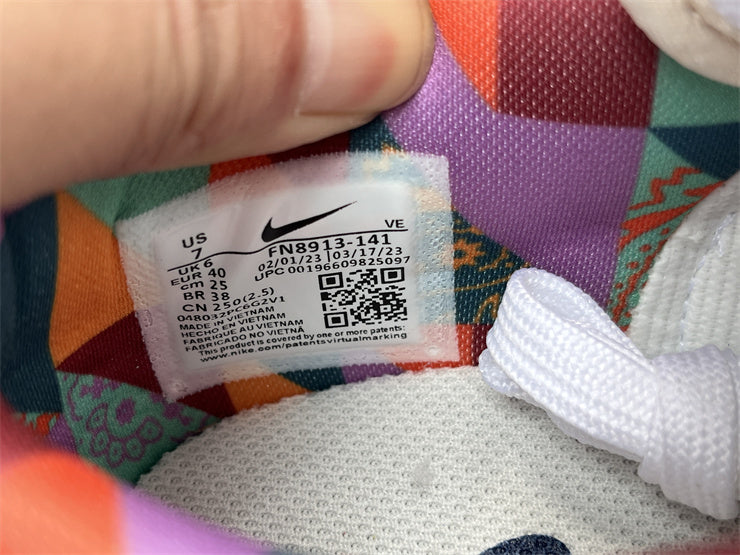 VE
US
7
FN8913-141
UK 6
02/01/23 | 03/17/23
EUR 40
UPC 00196609825097
cm 25
BR 38
CN 250(2.5)
048032PC6G2V1
MADE IN VIETNAM
HECHO EN VIETNAM
FABRIQUE AU VIETNAM
FABRICADO NO VIETNÃ
This product is covered by one or more patents:
www.nike.com/patentsvirtualmarking